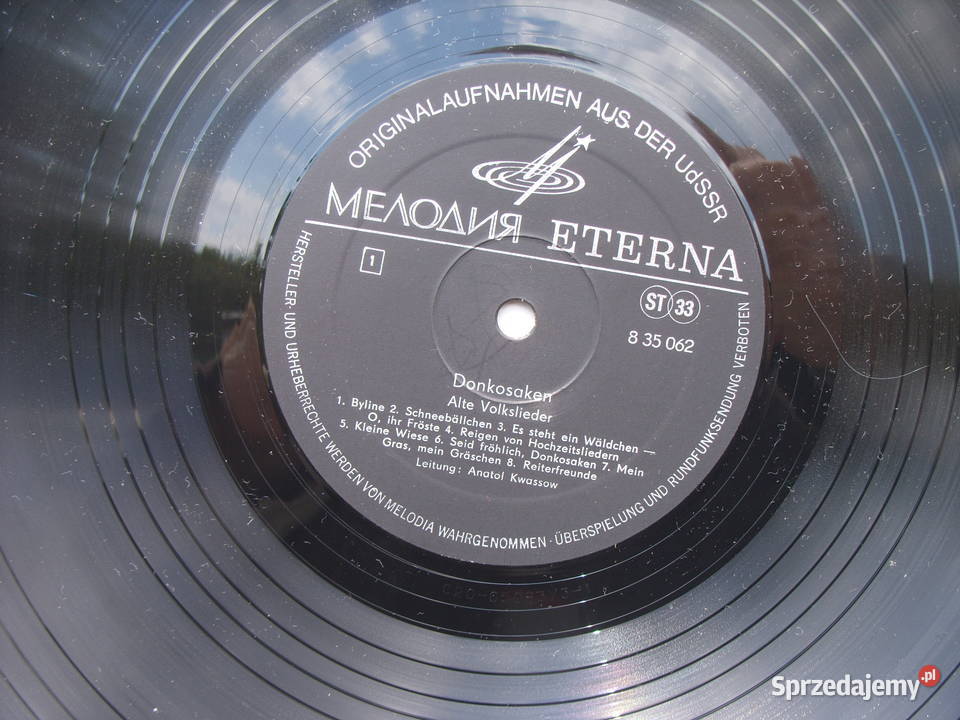 ORIGINALAUFNAHMEN AUS DER UdSSR
МЕЛОДИЯ ETERNA
1
ST 33
8 35 062
Donkosaken
Alte Volkslieder
1. Byline 2. Schneebällchen 3. Es steht ein Wäldchen —
O, ihr Fröste 4. Reigen von Hochzeitsliedern
5. Kleine Wiese 6. Seid fröhlich, Donkosaken 7. Mein
Gras, mein Gräschen 8. Reiterfreunde
Leitung: Anatol Kwassow
HERSTELLER- UND URHEBERRECHTE WERDEN VON MELODIA WAHRGENOMMEN · ÜBERSPIELUNG UND RUNDFUNKSENDUNG VERBOTEN
Sprzedajemy.pl